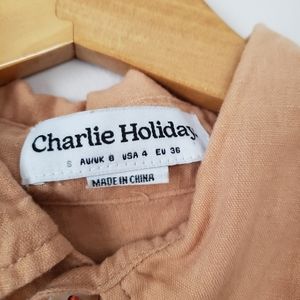 Charlie Holiday
S AU/UK 8 USA 4 EU 36
MADE IN CHINA